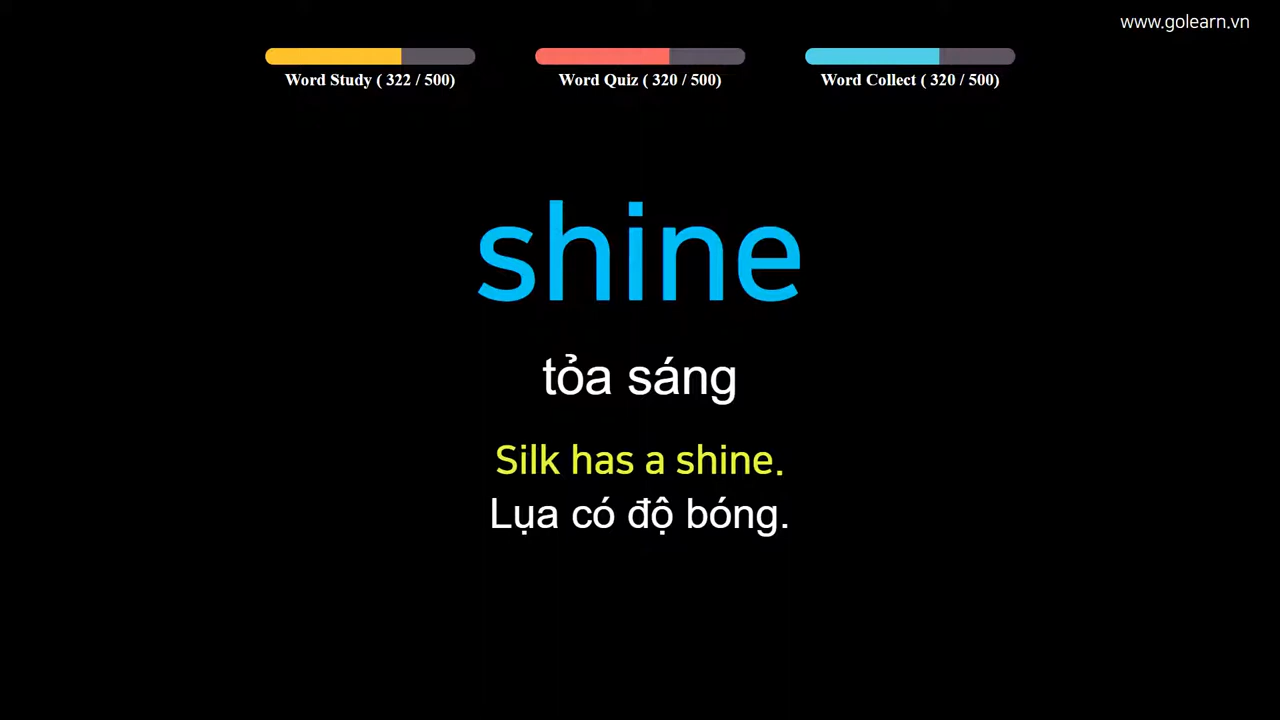 www.golearn.vn
Word Study ( 322 / 500)
Word Quiz ( 320 / 500)
Word Collect ( 320 / 500)
shine
tỏa sáng
Silk has a shine.
Lụa có độ bóng.